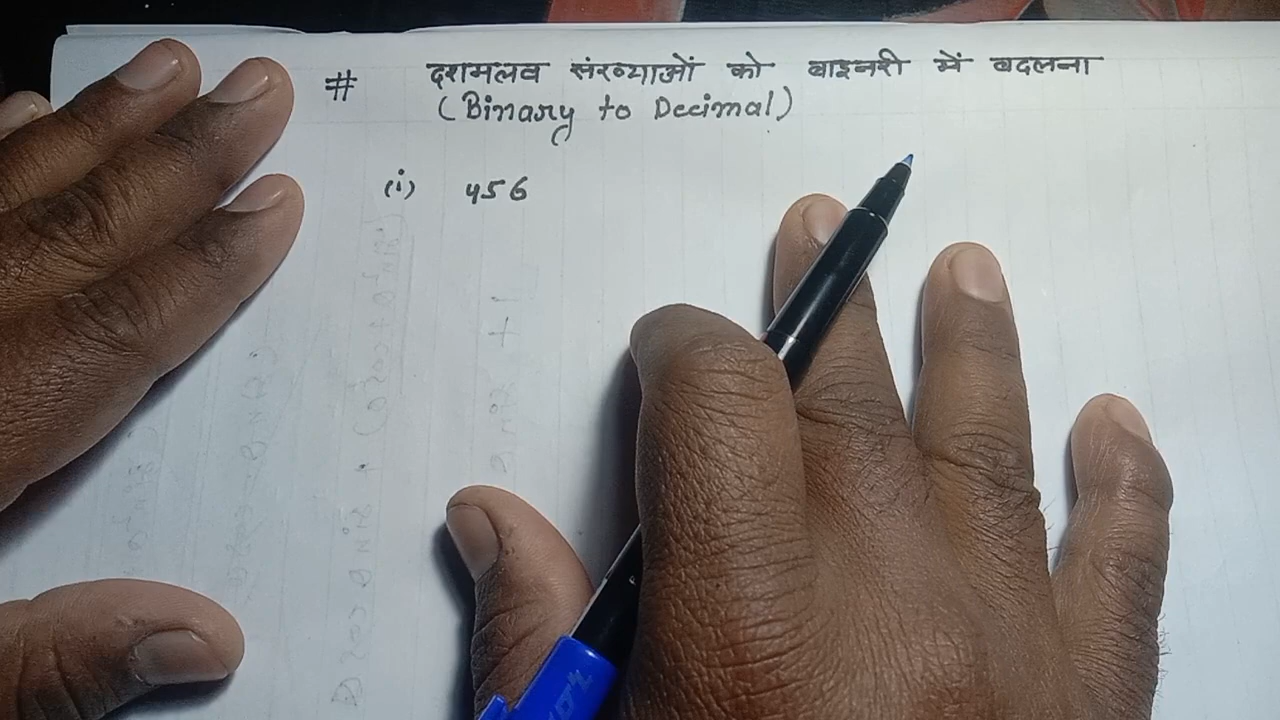 # दशमलव संख्याओं को बाइनरी में बदलना
(Binary to Decimal)
(i) 456